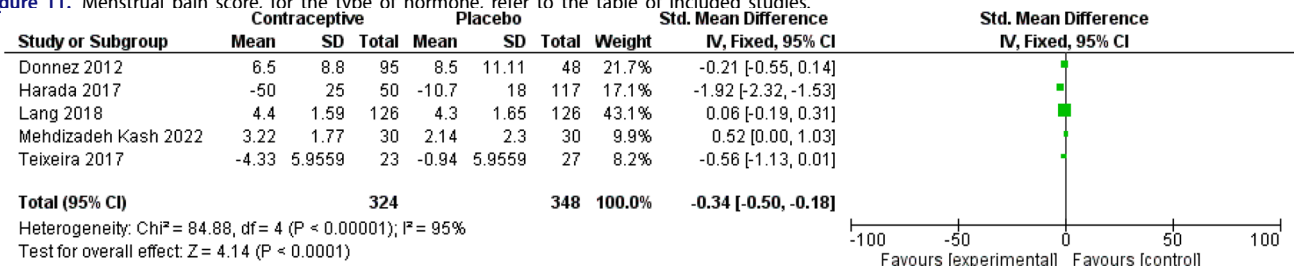 Figure 11. Menstrual pain score, for the type of hormone, refer to the table of included studies.
Contraceptive Placebo Std. Mean Difference Std. Mean Difference
Study or Subgroup Mean SD Total Mean SD Total Weight IV, Fixed, 95% CI IV, Fixed, 95% CI
Donnez 2012 6.5 8.8 95 8.5 11.11 48 21.7% -0.21 [-0.55, 0.14]
Harada 2017 -50 25 50 -10.7 18 117 17.1% -1.92 [-2.32, -1.53]
Lang 2018 4.4 1.59 126 4.3 1.65 126 43.1% 0.06 [-0.19, 0.31]
Mehdizadeh Kash 2022 3.22 1.77 30 2.14 2.3 30 9.9% 0.52 [0.00, 1.03]
Teixeira 2017 -4.33 5.9559 23 -0.94 5.9559 27 8.2% -0.56 [-1.13, 0.01]
Total (95% CI) 324 348 100.0% -0.34 [-0.50, -0.18]
Heterogeneity: Chi² = 84.88, df = 4 (P < 0.00001); I² = 95%
Test for overall effect: Z = 4.14 (P < 0.0001)
-100 -50 0 50 100
Favours [experimental] Favours [control]